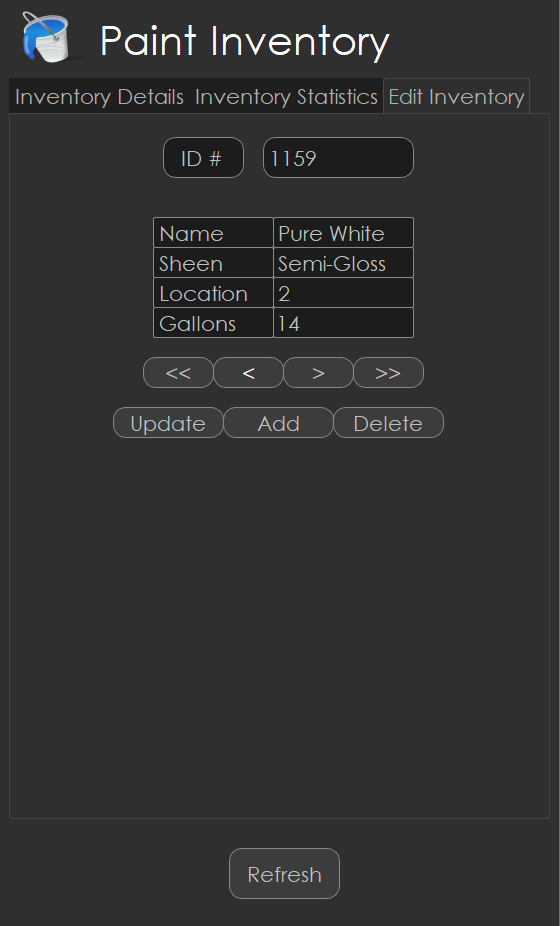 Paint Inventory
Inventory Details Inventory Statistics Edit Inventory
ID # 1159
Name Pure White
Sheen Semi-Gloss
Location 2
Gallons 14
<< < > >>
Update Add Delete
Refresh